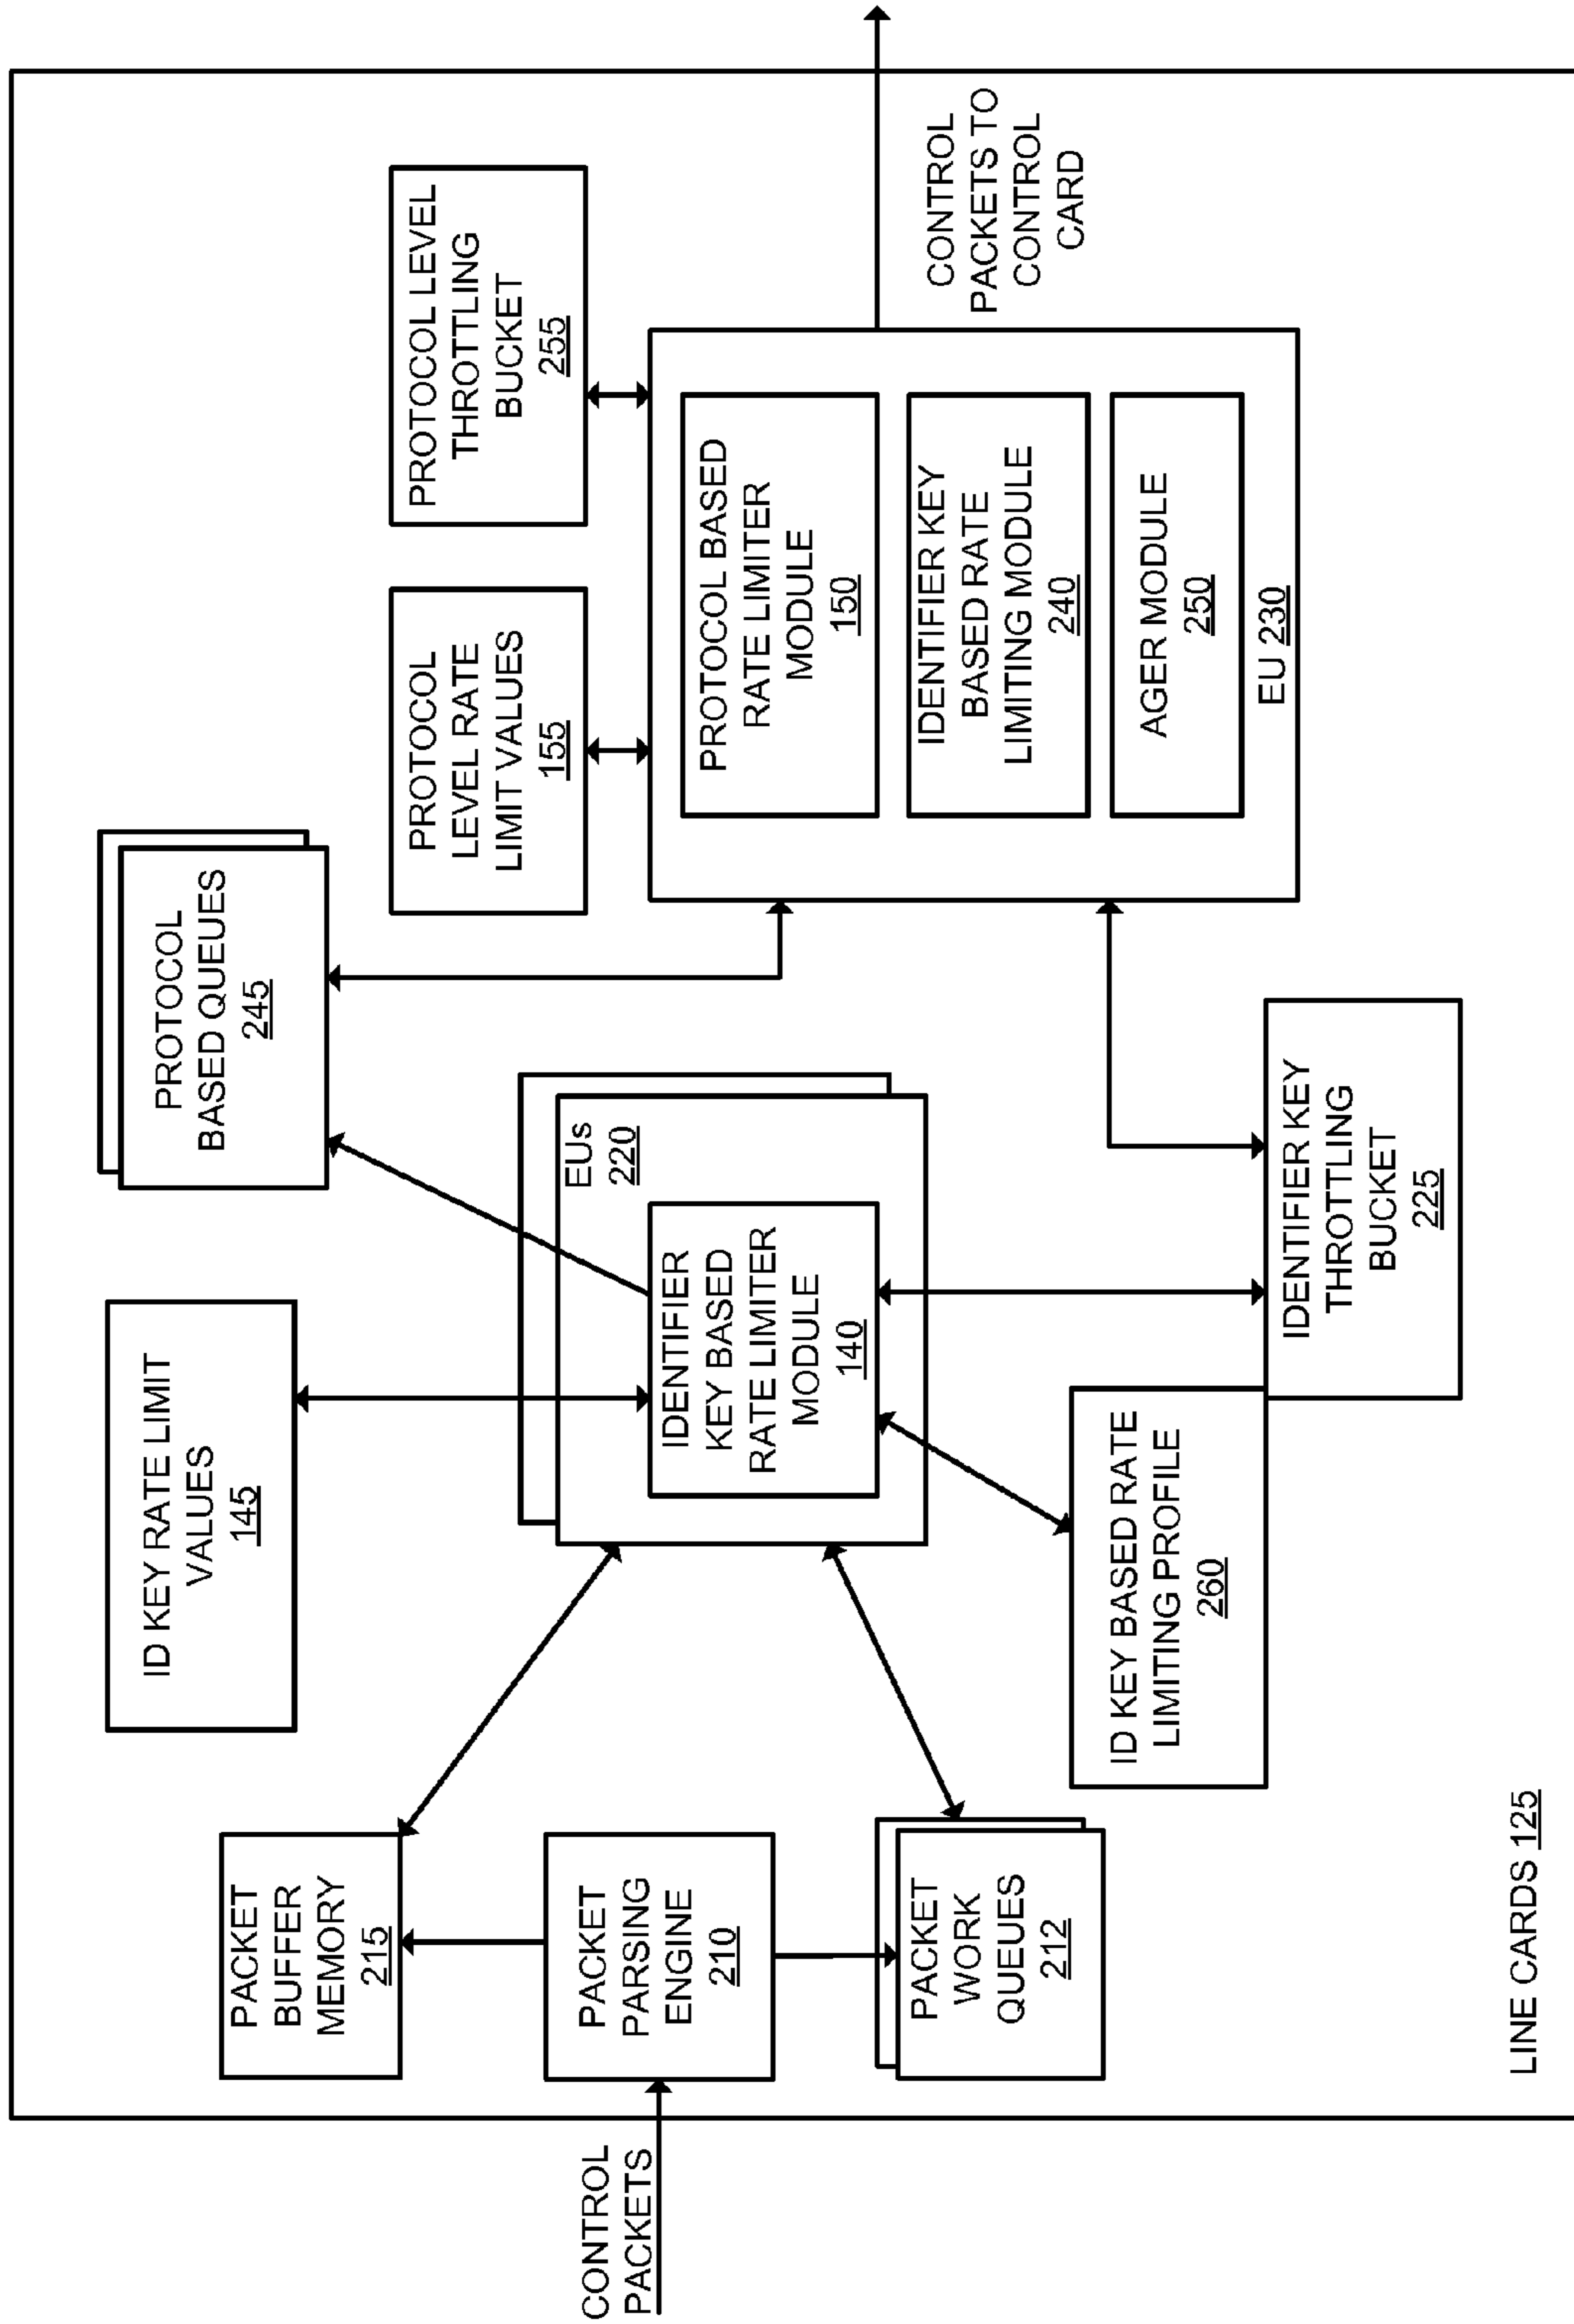 CONTROL
PACKETS
PACKET
BUFFER
MEMORY
215
PACKET
PARSING
ENGINE
210
PACKET
WORK
QUEUES
212
ID KEY RATE LIMIT
VALUES
145
EUs
220
IDENTIFIER
KEY BASED
RATE LIMITER
MODULE
140
ID KEY BASED RATE
LIMITING PROFILE
260
IDENTIFIER KEY
THROTTLING
BUCKET
225
PROTOCOL
BASED QUEUES
245
PROTOCOL
LEVEL RATE
LIMIT VALUES
155
PROTOCOL LEVEL
THROTTLING
BUCKET
255
PROTOCOL BASED
RATE LIMITER
MODULE
150
IDENTIFIER KEY
BASED RATE
LIMITING MODULE
240
AGER MODULE
250
EU 230
CONTROL
PACKETS TO
CONTROL
CARD
LINE CARDS 125